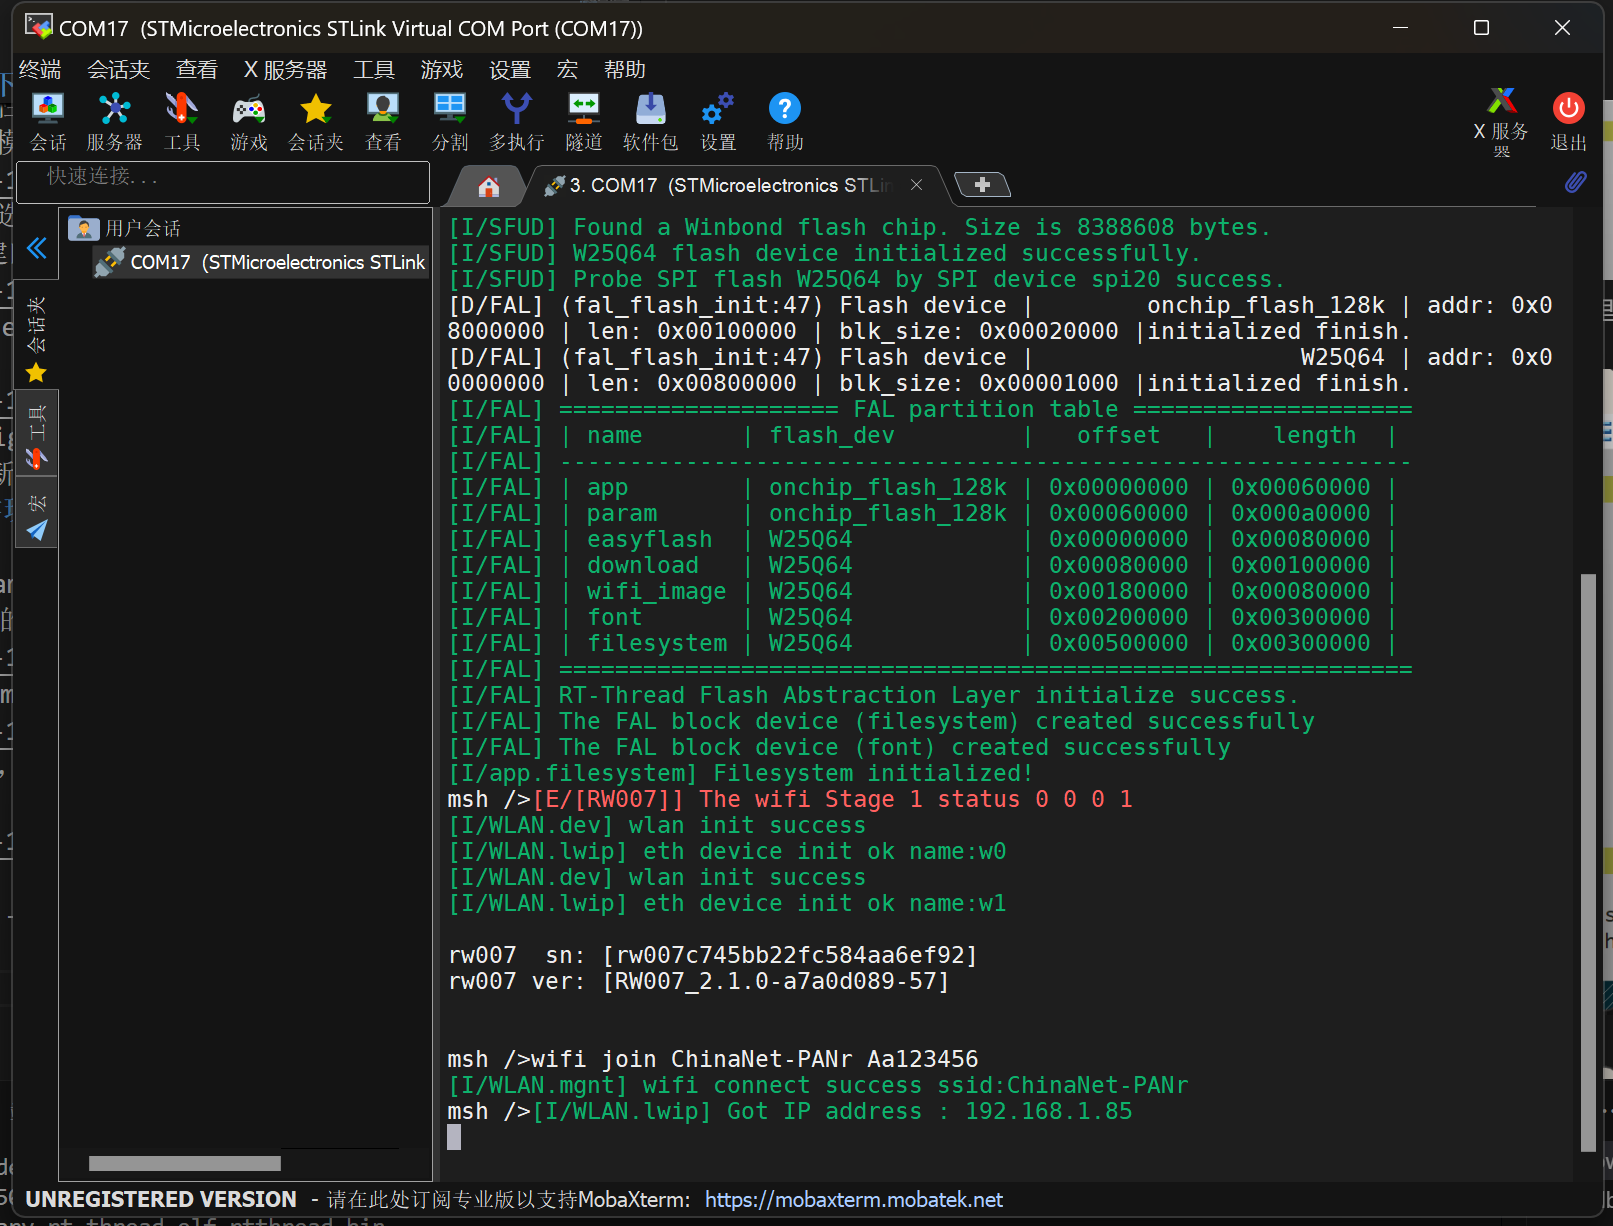 COM17  (STMicroelectronics STLink Virtual COM Port (COM17))
终端 会话夹 查看 X 服务器 工具 游戏 设置 宏 帮助
会话 服务器 工具 游戏 会话夹 查看 分割 多执行 隧道 软件包 设置 帮助 X 服务器 退出
快速连接...
3. COM17  (STMicroelectronics STLin
用户会话
COM17  (STMicroelectronics STLink
会话夹
工具
宏
[I/SFUD] Found a Winbond flash chip. Size is 8388608 bytes.
[I/SFUD] W25Q64 flash device initialized successfully.
[I/SFUD] Probe SPI flash W25Q64 by SPI device spi20 success.
[D/FAL] (fal_flash_init:47) Flash device |        onchip_flash_128k | addr: 0x0
8000000 | len: 0x00100000 | blk_size: 0x00020000 |initialized finish.
[D/FAL] (fal_flash_init:47) Flash device |                   W25Q64 | addr: 0x0
0000000 | len: 0x00800000 | blk_size: 0x00001000 |initialized finish.
[I/FAL] ==================== FAL partition table ====================
[I/FAL] | name       | flash_dev         |   offset   |    length  |
[I/FAL] -------------------------------------------------------------
[I/FAL] | app        | onchip_flash_128k | 0x00000000 | 0x00060000 |
[I/FAL] | param      | onchip_flash_128k | 0x00060000 | 0x000a0000 |
[I/FAL] | easyflash  | W25Q64            | 0x00000000 | 0x00080000 |
[I/FAL] | download   | W25Q64            | 0x00080000 | 0x00100000 |
[I/FAL] | wifi_image | W25Q64            | 0x00180000 | 0x00080000 |
[I/FAL] | font       | W25Q64            | 0x00200000 | 0x00300000 |
[I/FAL] | filesystem | W25Q64            | 0x00500000 | 0x00300000 |
[I/FAL] =============================================================
[I/FAL] RT-Thread Flash Abstraction Layer initialize success.
[I/FAL] The FAL block device (filesystem) created successfully
[I/FAL] The FAL block device (font) created successfully
[I/app.filesystem] Filesystem initialized!
msh />[E/[RW007]] The wifi Stage 1 status 0 0 0 1
[I/WLAN.dev] wlan init success
[I/WLAN.lwip] eth device init ok name:w0
[I/WLAN.dev] wlan init success
[I/WLAN.lwip] eth device init ok name:w1
rw007  sn: [rw007c745bb22fc584aa6ef92]
rw007 ver: [RW007_2.1.0-a7a0d089-57]
msh />wifi join ChinaNet-PANr Aa123456
[I/WLAN.mgnt] wifi connect success ssid:ChinaNet-PANr
msh />[I/WLAN.lwip] Got IP address : 192.168.1.85
UNREGISTERED VERSION - 请在此处订阅专业版以支持MobaXterm: https://mobaxterm.mobatek.net